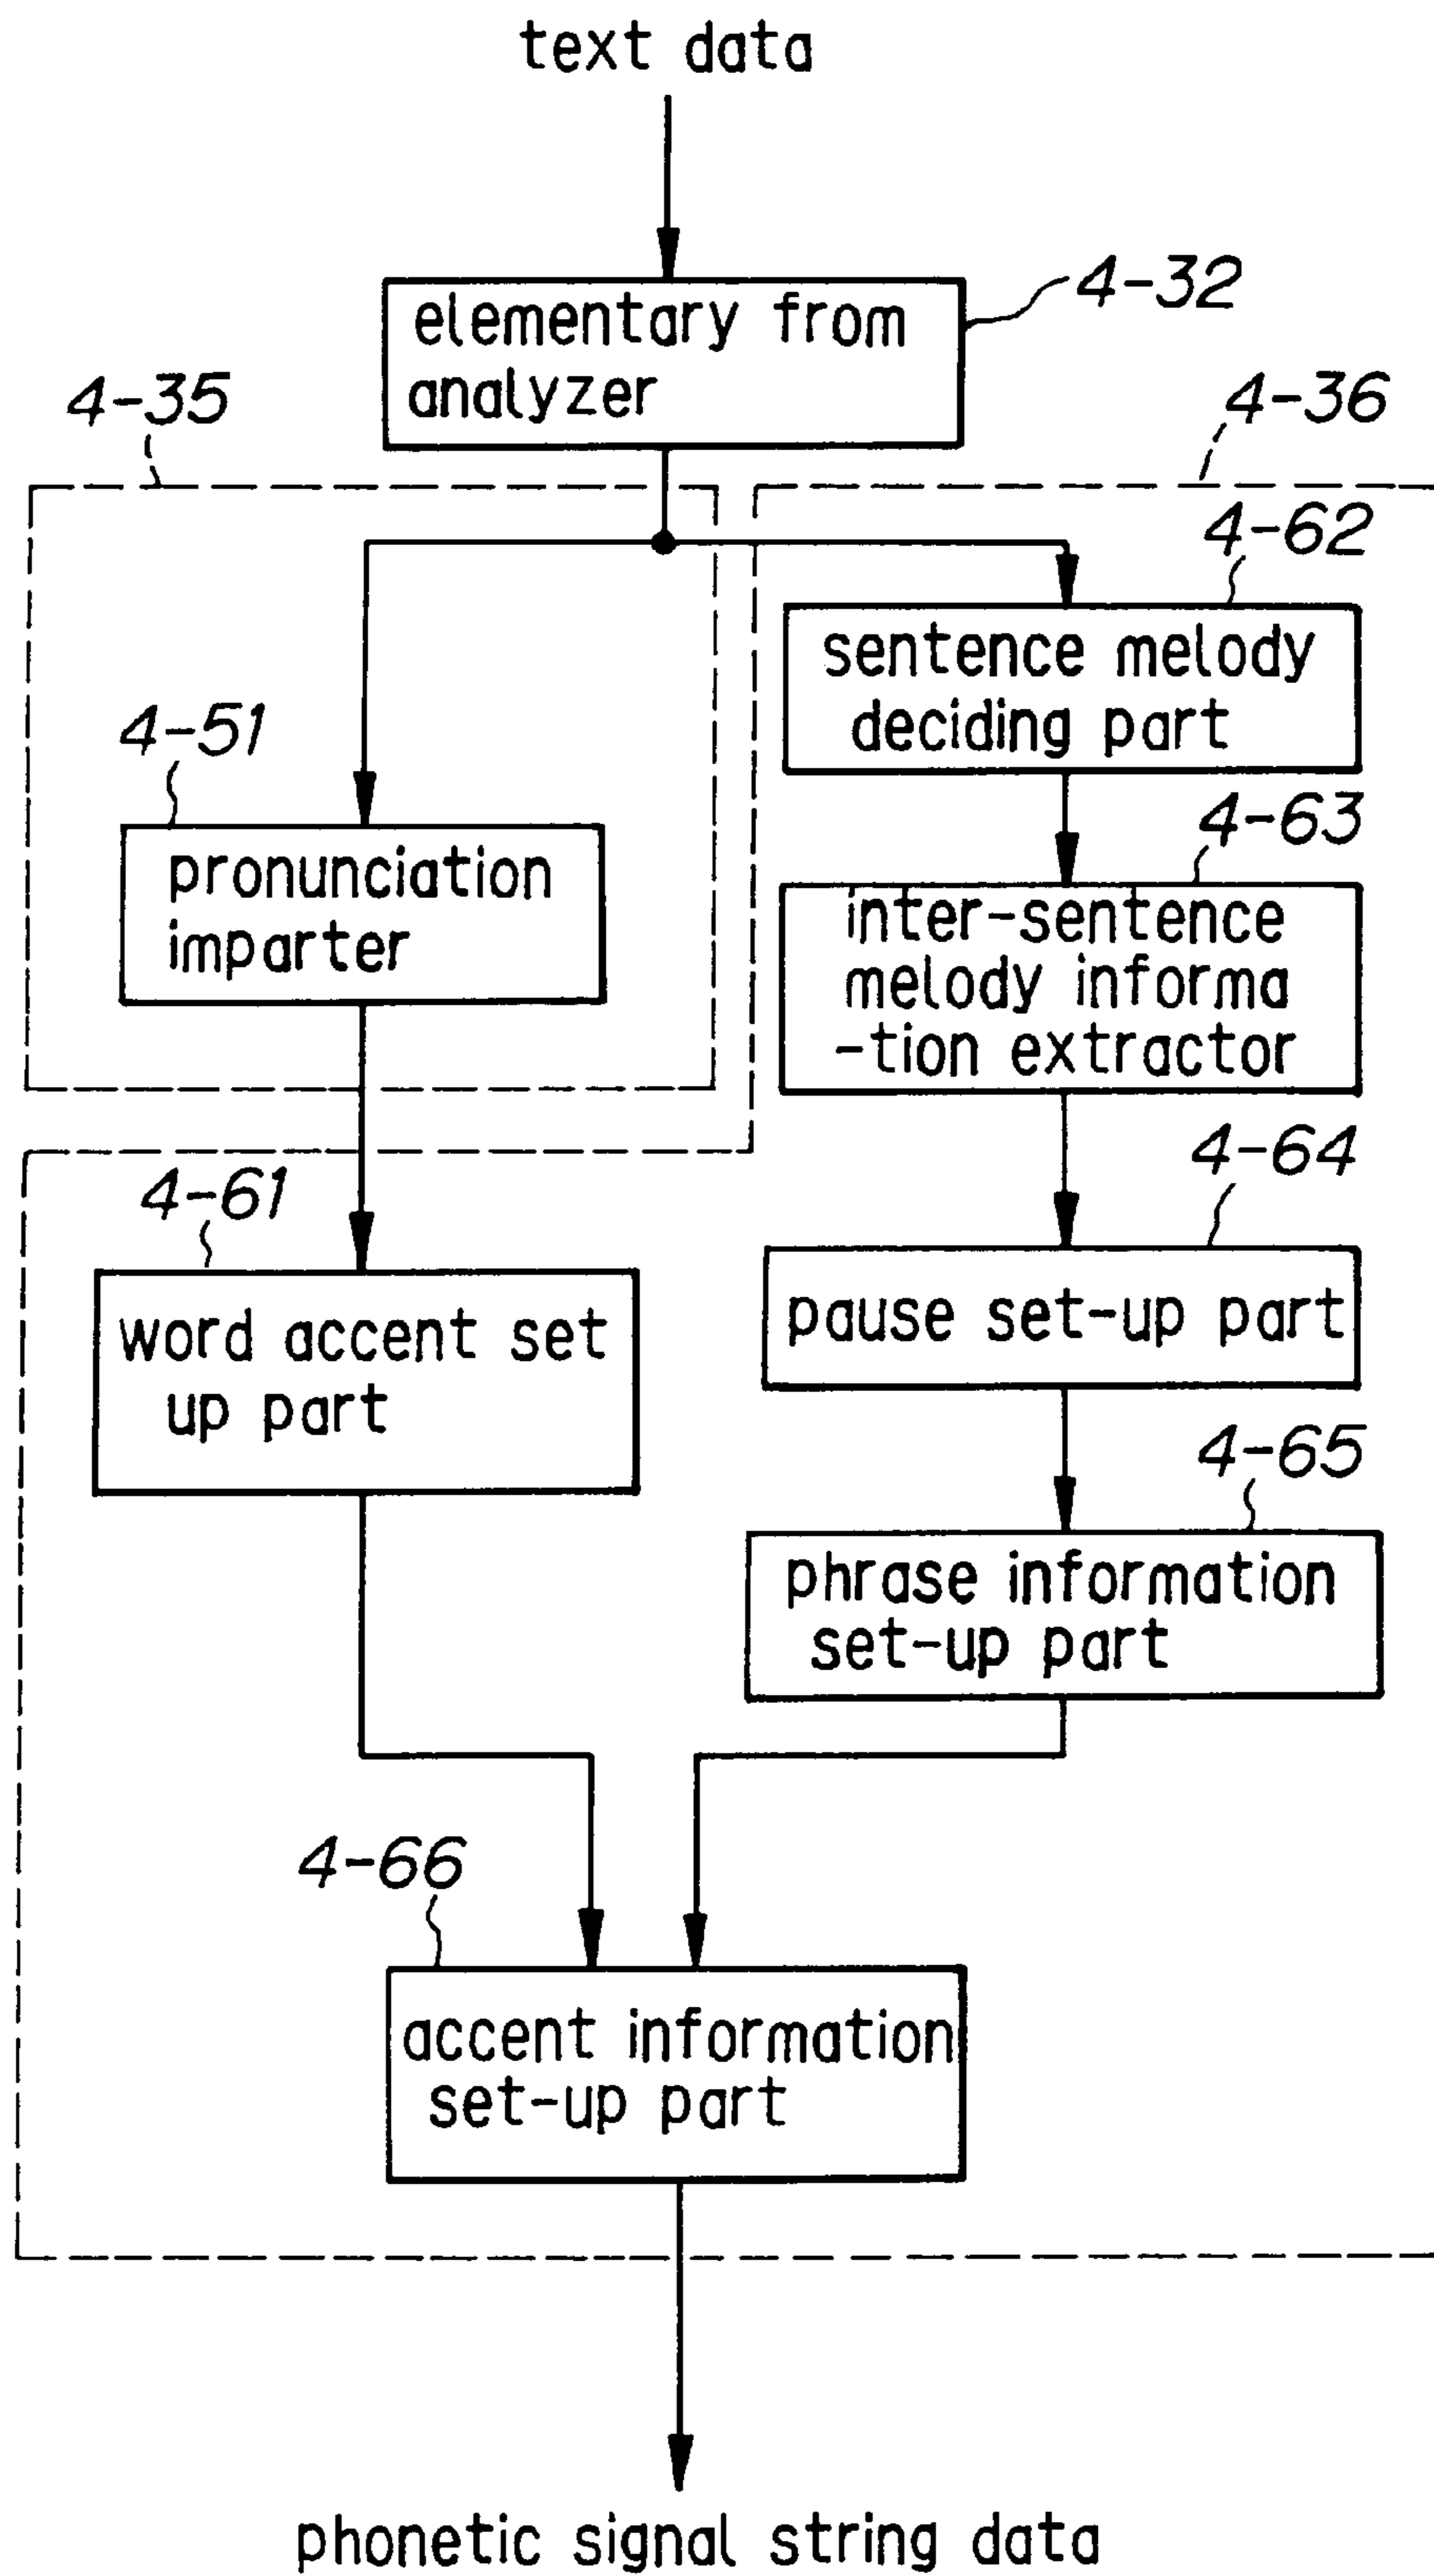 text data
4-32
elementary from
analyzer
4-35
4-36
4-62
sentence melody
deciding part
4-51
pronunciation
imparter
4-63
inter-sentence
melody informa
-tion extractor
4-64
pause set-up part
4-61
word accent set
up part
4-65
phrase information
set-up part
4-66
accent information
set-up part
phonetic signal string data